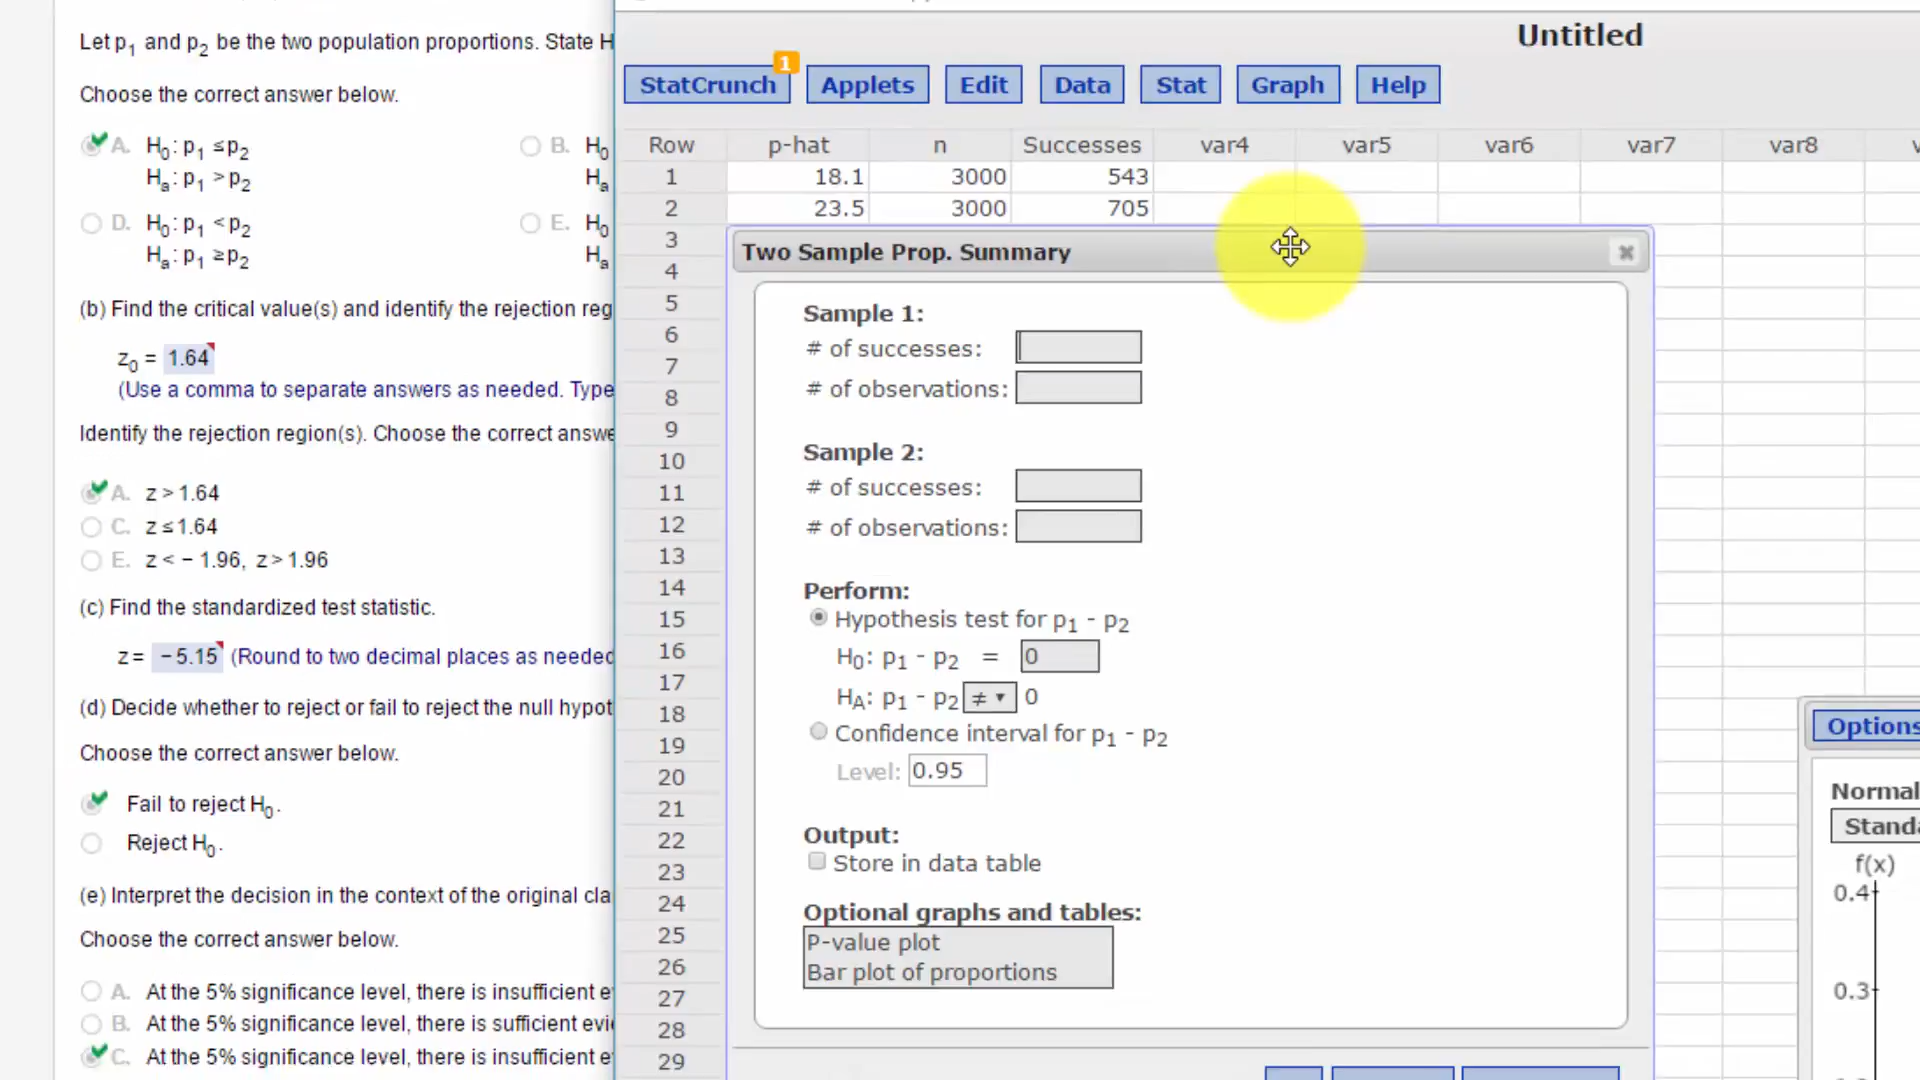 Let p1 and p2 be the two population proportions. State H
Choose the correct answer below.
A. H0: p1 ≤p2
Ha: p1 >p2
B. H0
Ha
D. H0: p1 <p2
Ha: p1 ≥p2
E. H0
Ha
(b) Find the critical value(s) and identify the rejection reg
z0 = 1.64
(Use a comma to separate answers as needed. Type
Identify the rejection region(s). Choose the correct answe
A. z > 1.64
C. z ≤ 1.64
E. z < − 1.96, z > 1.96
(c) Find the standardized test statistic.
z = − 5.15 (Round to two decimal places as needed
(d) Decide whether to reject or fail to reject the null hypot
Choose the correct answer below.
Fail to reject H0.
Reject H0.
(e) Interpret the decision in the context of the original cla
Choose the correct answer below.
A. At the 5% significance level, there is insufficient e
B. At the 5% significance level, there is sufficient evi
C. At the 5% significance level, there is insufficient e
Untitled
StatCrunch 1 Applets Edit Data Stat Graph Help
Row p-hat n Successes var4 var5 var6 var7 var8
1 18.1 3000 543
2 23.5 3000 705
3
4
5
6
7
8
9
10
11
12
13
14
15
16
17
18
19
20
21
22
23
24
25
26
27
28
29
Two Sample Prop. Summary
Sample 1:
# of successes:
# of observations:
Sample 2:
# of successes:
# of observations:
Perform:
Hypothesis test for p1 - p2
H0: p1 - p2 = 0
HA: p1 - p2 ≠ 0
Confidence interval for p1 - p2
Level: 0.95
Output:
Store in data table
Optional graphs and tables:
P-value plot
Bar plot of proportions
Options
Normal
Standa
f(x)
0.4
0.3